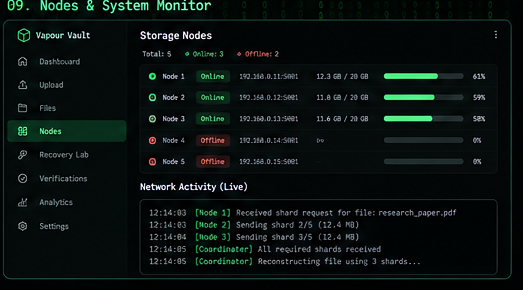 09. Nodes & System Monitor
Vapour Vault
Dashboard
Upload
Files
Nodes
Recovery Lab
Verifications
Analytics
Settings
Storage Nodes
Total: 5 Online: 3 Offline: 2
Node 1 Online 192.168.0.11:5001 12.3 GB / 20 GB 61%
Node 2 Online 192.168.0.12:5001 11.8 GB / 20 GB 59%
Node 3 Online 192.168.0.13:5001 11.6 GB / 20 GB 58%
Node 4 Offline 192.168.0.14:5001 0%
Node 5 Offline 192.168.0.15:5001 - 0%
Network Activity (Live)
12:14:03 [Node 1] Received shard request for file: research_paper.pdf
12:14:03 [Node 2] Sending shard 2/5 (12.4 MB)
12:14:04 [Node 3] Sending shard 3/5 (12.4 MB)
12:14:05 [Coordinator] All required shards received
12:14:05 [Coordinator] Reconstructing file using 3 shards...